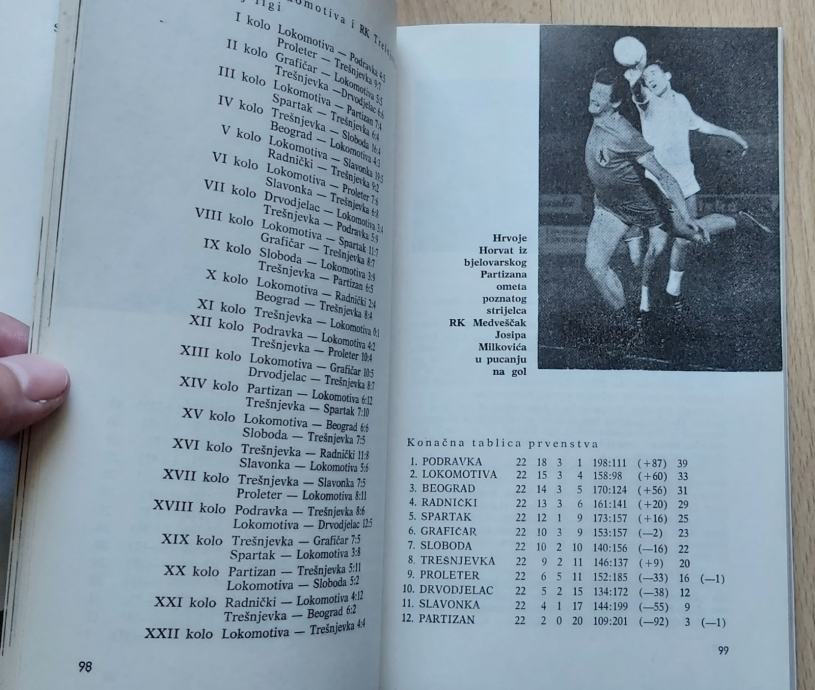 omotiva i RK Treš
ligi
I kolo Lokomotiva — Podravka
Proleter — Trešnjevka
II kolo Grafičar — Lokomotiva
Trešnjevka — Drvodjelac 6:6
III kolo Lokomotiva — Partizan
Spartak — Trešnjevka 6:4
IV kolo Trešnjevka — Sloboda 16:4
Beograd — Lokomotiva 4:3
V kolo Lokomotiva — Slavonka
Radnički — Trešnjevka 9:2
VI kolo Lokomotiva — Proleter 7:6
Slavonka — Trešnjevka 6:8
VII kolo Drvodjelac — Lokomotiva 3:4
Trešnjevka — Podravka 5:9
VIII kolo Lokomotiva — Spartak 11:7
Grafičar — Trešnjevka 8:7
IX kolo Sloboda — Lokomotiva 3:9
Trešnjevka — Partizan 6:5
X kolo Lokomotiva — Radnički 2:4
Beograd — Trešnjevka 8:4
XI kolo Trešnjevka — Lokomotiva
XII kolo Podravka — Lokomotiva 4:2
Trešnjevka — Proleter 10:4
XIII kolo Lokomotiva — Grafičar 10:5
Drvodjelac — Trešnjevka 8:7
XIV kolo Partizan — Lokomotiva 6:12
Trešnjevka — Spartak 7:10
XV kolo Lokomotiva — Beograd 6:6
Sloboda — Trešnjevka 7:5
XVI kolo Trešnjevka — Radnički 11:8
Slavonka — Lokomotiva 5:6
XVII kolo Trešnjevka — Slavonka 7:5
Proleter — Lokomotiva 8:11
XVIII kolo Podravka — Trešnjevka 8:6
Lokomotiva — Drvodjelac 12:5
XIX kolo Trešnjevka — Grafičar 7:5
Spartak — Lokomotiva 3:8
XX kolo Partizan — Trešnjevka 5:11
Lokomotiva — Sloboda 5:2
XXI kolo Radnički — Lokomotiva 4:12
Trešnjevka — Beograd 6:2
XXII kolo Lokomotiva — Trešnjevka 4:4
98
Hrvoje
Horvat iz
bjelovarskog
Partizana
ometa
poznatog
strijelca
RK Medveščak
Josipa
Milkovića
u pucanju
na gol
Konačna tablica prvenstva
1. PODRAVKA 22 18 3 1 198:111 (+87) 39
2. LOKOMOTIVA 22 15 3 4 158:98 (+60) 33
3. BEOGRAD 22 14 3 5 170:124 (+56) 31
4. RADNIČKI 22 13 3 6 161:141 (+20) 29
5. SPARTAK 22 12 1 9 173:157 (+16) 25
6. GRAFIČAR 22 10 3 9 153:157 (—2) 23
7. SLOBODA 22 10 2 10 140:156 (—16) 22
8. TREŠNJEVKA 22 9 2 11 146:137 (+9) 20
9. PROLETER 22 6 5 11 152:185 (—33) 16 (—1)
10. DRVODJELAC 22 5 2 15 134:172 (—38) 12
11. SLAVONKA 22 4 1 17 144:199 (—55) 9
12. PARTIZAN 22 2 0 20 109:201 (—92) 3 (—1)
99